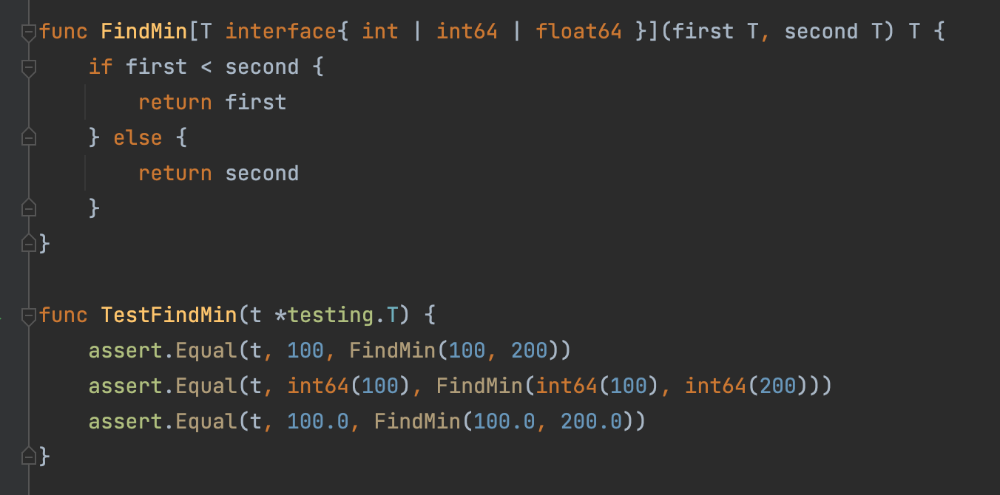 func FindMin[T interface{ int | int64 | float64 }](first T, second T) T {
    if first < second {
        return first
    } else {
        return second
    }
}

func TestFindMin(t *testing.T) {
    assert.Equal(t, 100, FindMin(100, 200))
    assert.Equal(t, int64(100), FindMin(int64(100), int64(200)))
    assert.Equal(t, 100.0, FindMin(100.0, 200.0))
}